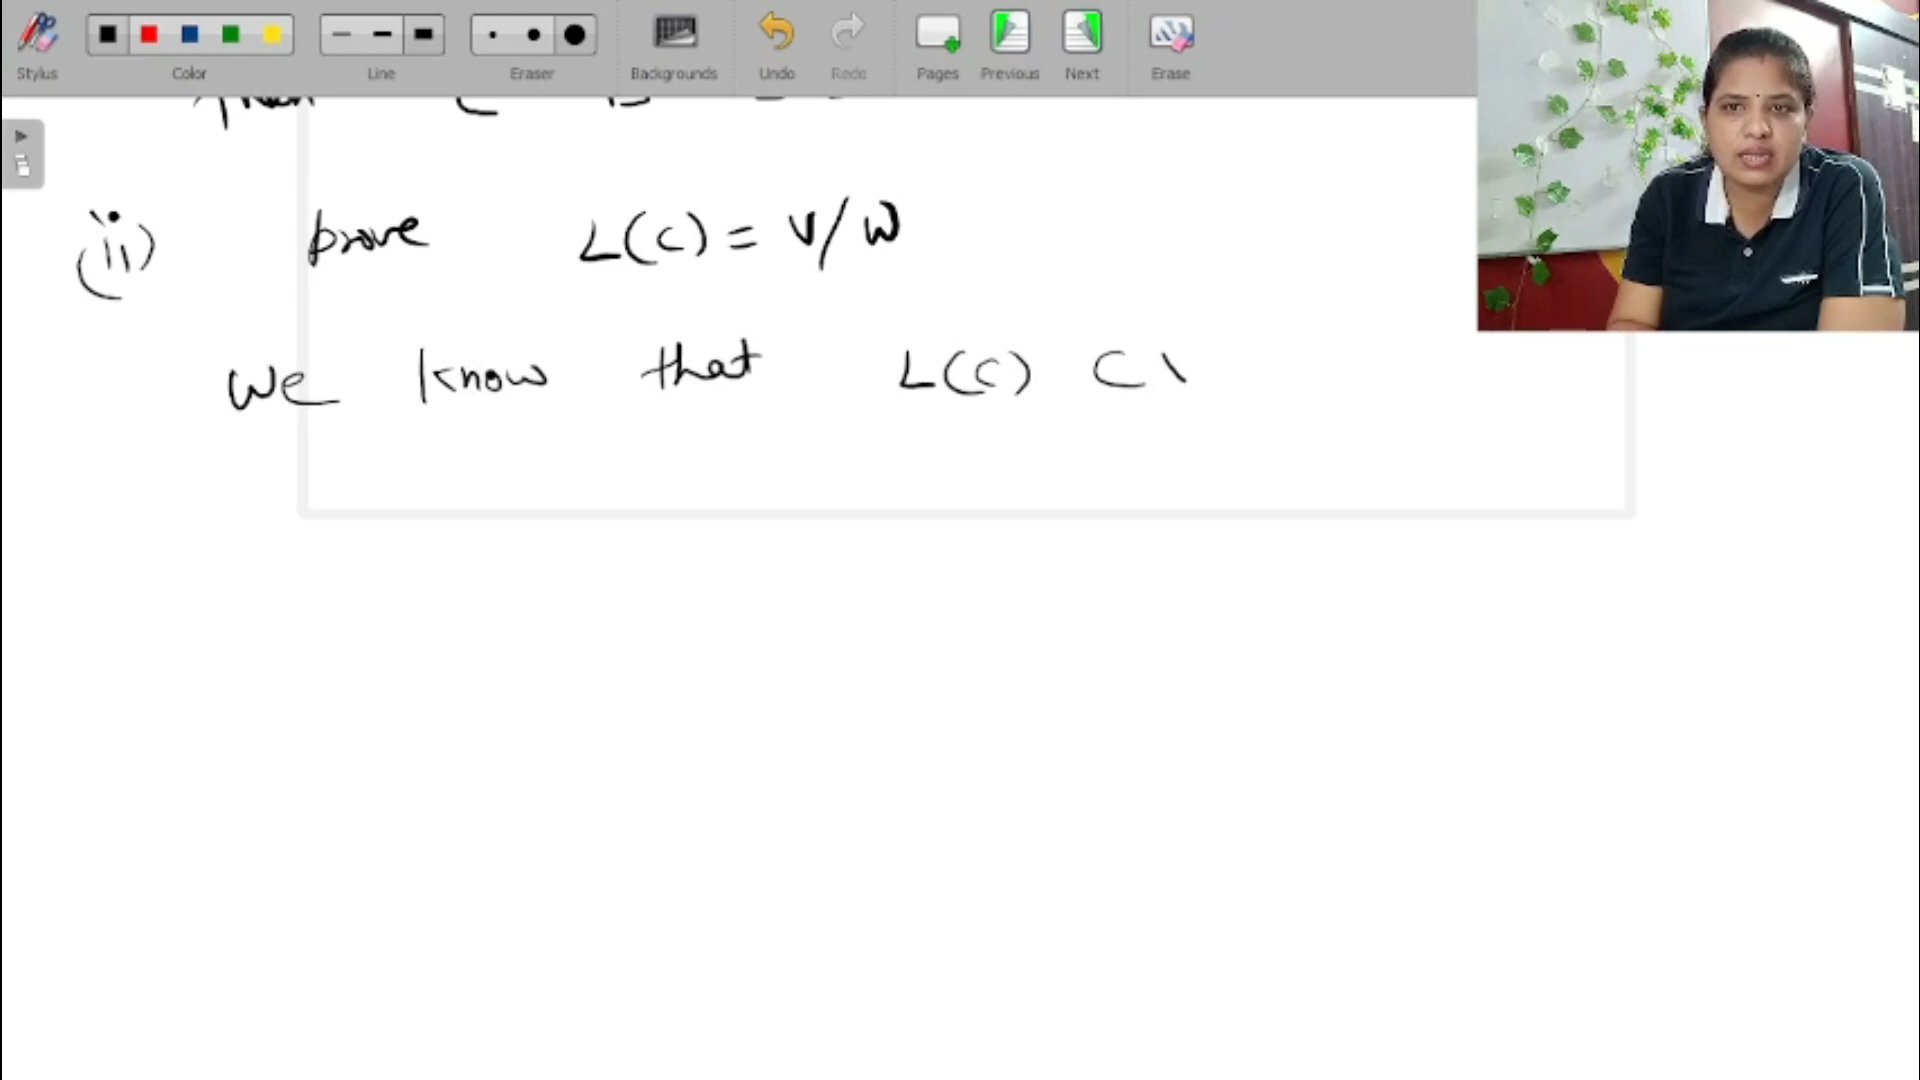 Stylus Color Line Eraser Backgrounds Undo Redo Pages Previous Next Erase
(ii) prove L(C) = V/W
we know that L(C) ⊂